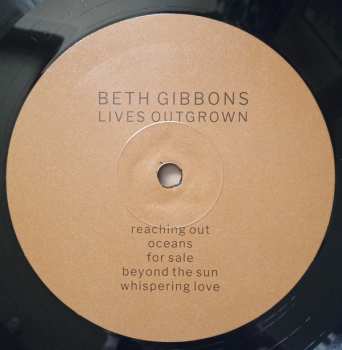 BETH GIBBONS
LIVES OUTGROWN
reaching out
oceans
for sale
beyond the sun
whispering love